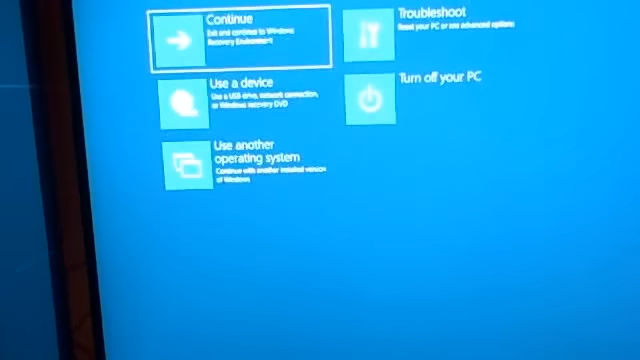 Continue
Exit and continue to Windows
Recovery Environment
Use a device
Use a USB drive, network connection,
or Windows recovery DVD
Use another
operating system
Continue with another installed version
of Windows
Troubleshoot
Reset your PC or see advanced options
Turn off your PC